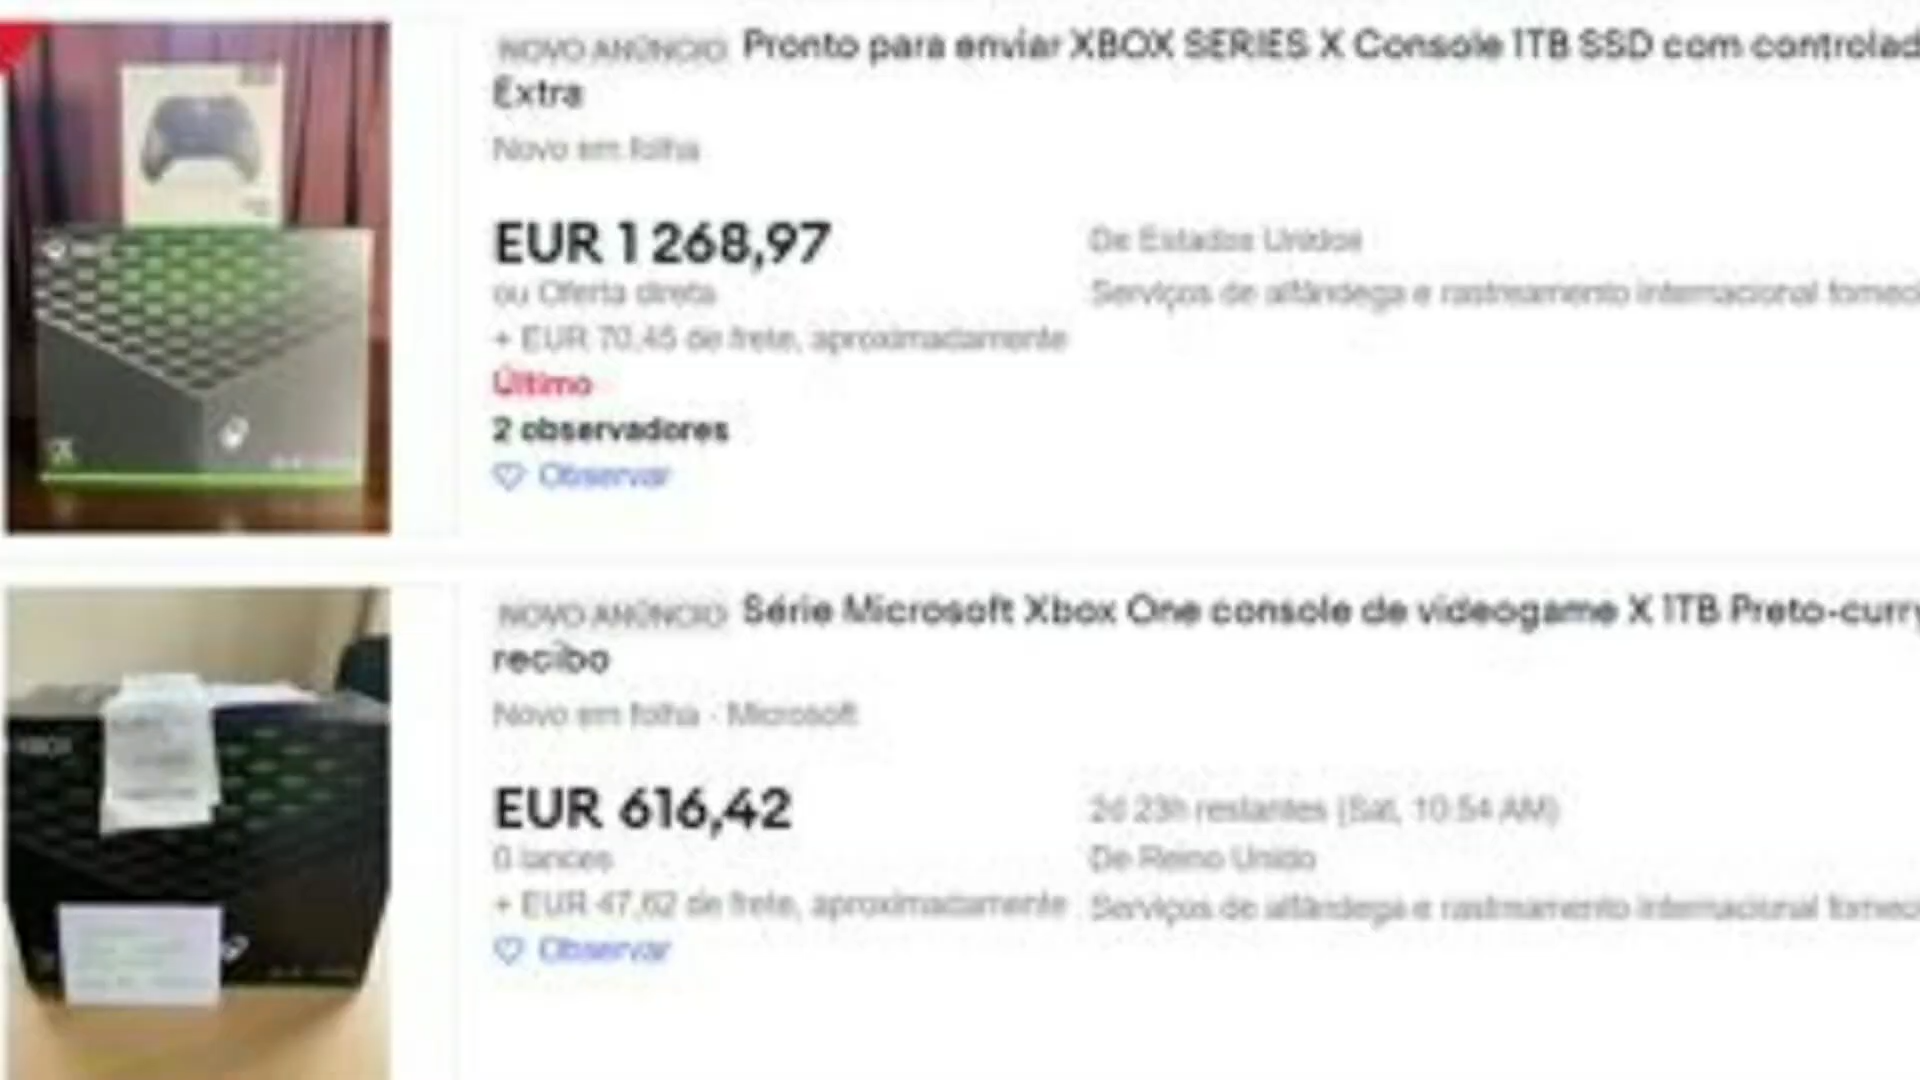 NOVO ANÚNCIO Pronto para enviar XBOX SERIES X Console 1TB SSD com controlad
Extra
Novo em folha
EUR 1 268,97
De Estados Unidos
ou Oferta direta
Serviços de alfândega e rastreamento internacional forneci
+ EUR 70,45 de frete, aproximadamente
Último
2 observadores
Observar
NOVO ANÚNCIO Série Microsoft Xbox One console de videogame X 1TB Preto-curry
recibo
Novo em folha · Microsoft
EUR 616,42
2d 23h restantes (Sat, 10:54 AM)
0 lances
De Reino Unido
+ EUR 47,62 de frete, aproximadamente
Serviços de alfândega e rastreamento internacional forneci
Observar
XBOX